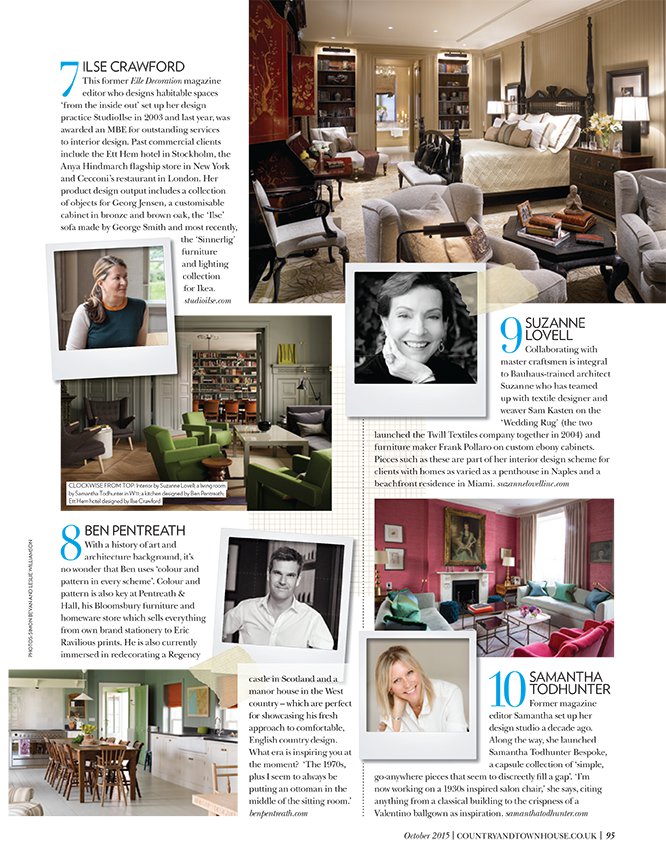 7 ILSE CRAWFORD
This former Elle Decoration magazine
editor who designs habitable spaces
'from the inside out' set up her design
practice StudioIlse in 2003 and last year, was
awarded an MBE for outstanding services
to interior design. Past commercial clients
include the Ett Hem hotel in Stockholm, the
Anya Hindmarch flagship store in New York
and Cecconi's restaurant in London. Her
product design output includes a collection
of objects for Georg Jensen, a customisable
cabinet in bronze and brown oak, the 'Ilse'
sofa made by George Smith and most recently,
the 'Sinnerlig'
furniture
and lighting
collection
for Ikea.
studioilse.com
CLOCKWISE FROM TOP: Interior by Suzanne Lovell; a living room
by Samantha Todhunter in W11; a kitchen designed by Ben Pentreath;
Ett Hem hotel designed by Ilse Crawford
8 BEN PENTREATH
With a history of art and
architecture background, it's
no wonder that Ben uses 'colour and
pattern in every scheme'. Colour and
pattern is also key at Pentreath &
Hall, his Bloomsbury furniture and
homeware store which sells everything
from own brand stationery to Eric
Ravilious prints. He is also currently
immersed in redecorating a Regency
castle in Scotland and a
manor house in the West
country – which are perfect
for showcasing his fresh
approach to comfortable,
English country design.
What era is inspiring you at
the moment? 'The 1970s,
plus I seem to always be
putting an ottoman in the
middle of the sitting room.'
benpentreath.com
9 SUZANNE
LOVELL
Collaborating with
master craftsmen is integral
to Bauhaus-trained architect
Suzanne who has teamed
up with textile designer and
weaver Sam Kasten on the
'Wedding Rug' (the two
launched the Twill Textiles company together in 2004) and
furniture maker Frank Pollaro on custom ebony cabinets.
Pieces such as these are part of her interior design scheme for
clients with homes as varied as a penthouse in Naples and a
beachfront residence in Miami. suzannelovellinc.com
10 SAMANTHA
TODHUNTER
Former magazine
editor Samantha set up her
design studio a decade ago.
Along the way, she launched
Samantha Todhunter Bespoke,
a capsule collection of 'simple,
go-anywhere pieces that seem to discreetly fill a gap'. 'I'm
now working on a 1930s inspired salon chair,' she says, citing
anything from a classical building to the crispness of a
Valentino ballgown as inspiration. samanthatodhunter.com
PHOTOS: SIMON BEVAN AND LESLIE WILLIAMSON
October 2015 | COUNTRYANDTOWNHOUSE.CO.UK | 95